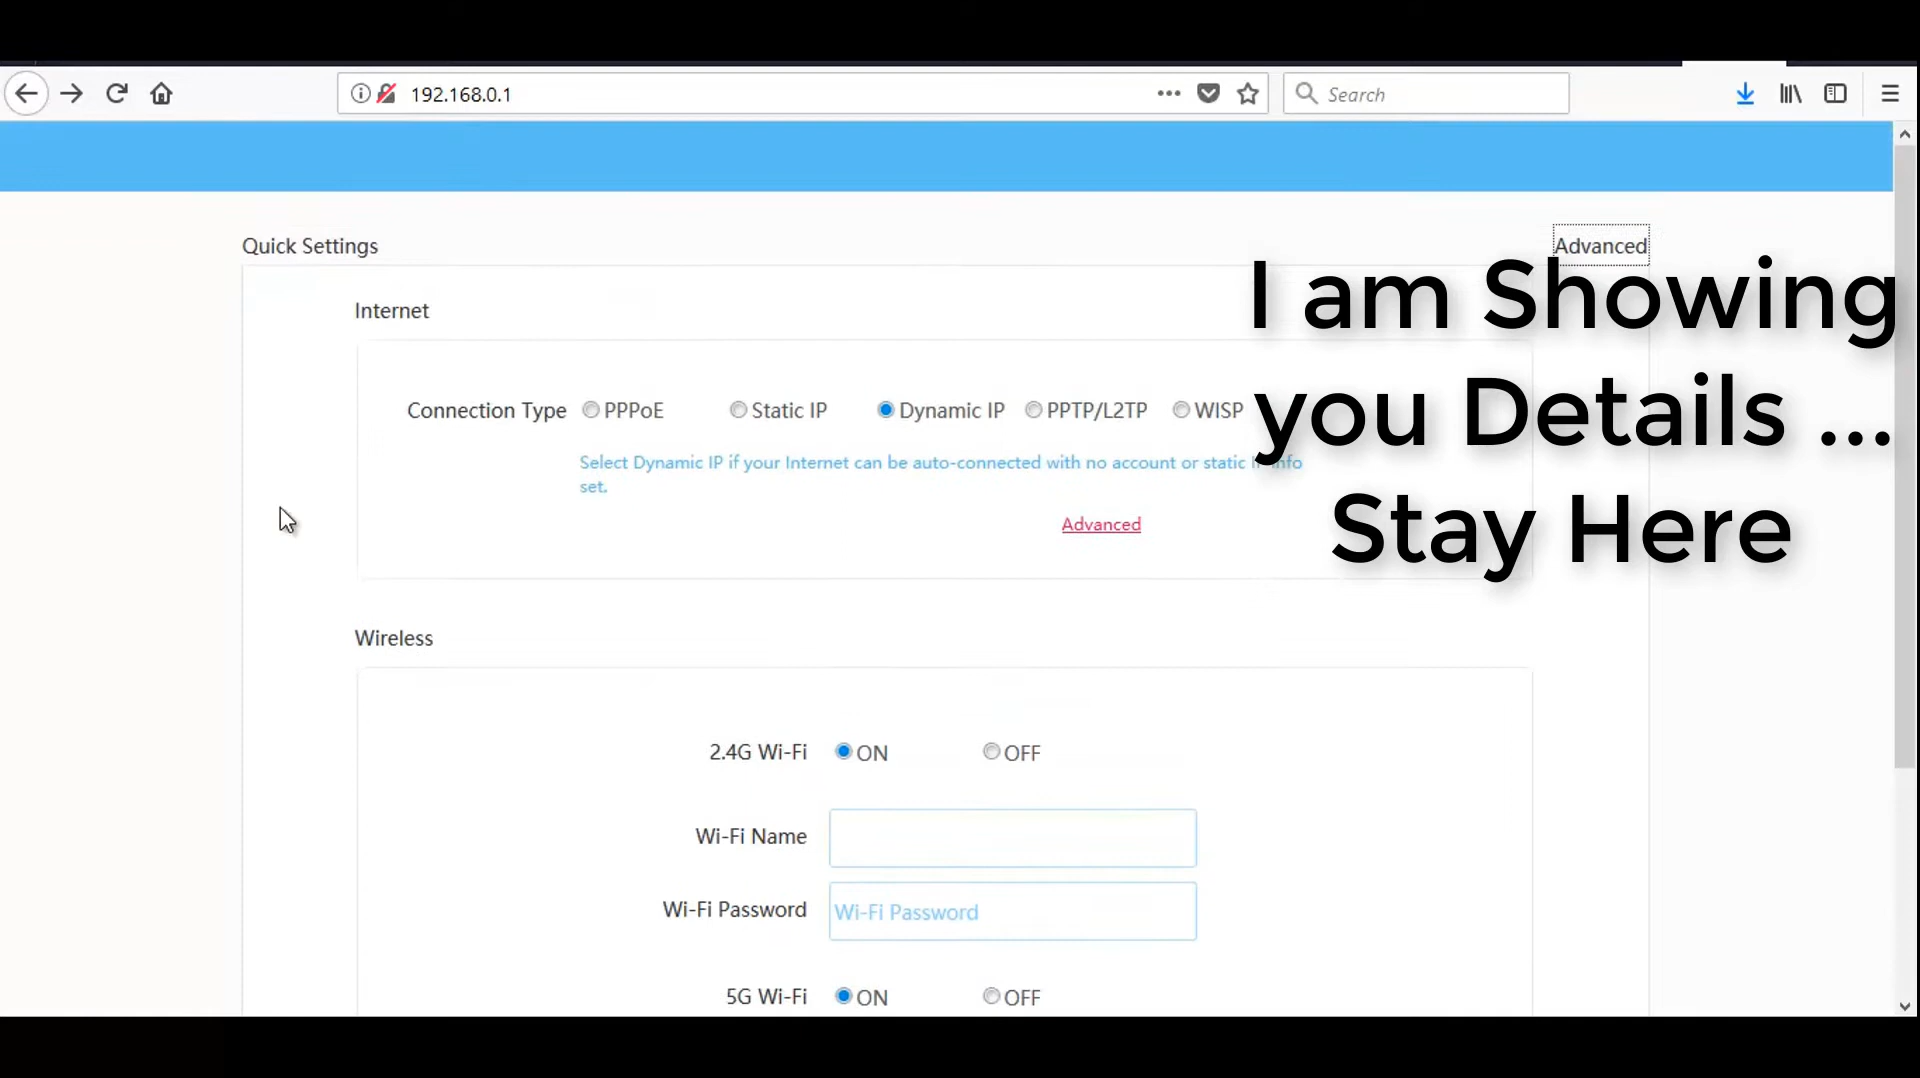 192.168.0.1
Search
Quick Settings
Advanced
I am Showing
you Details ...
Stay Here
Internet
Connection Type PPPoE Static IP Dynamic IP PPTP/L2TP WISP
Select Dynamic IP if your Internet can be auto-connected with no account or static IP info
set.
Advanced
Wireless
2.4G Wi-Fi ON OFF
Wi-Fi Name
Wi-Fi Password Wi-Fi Password
5G Wi-Fi ON OFF